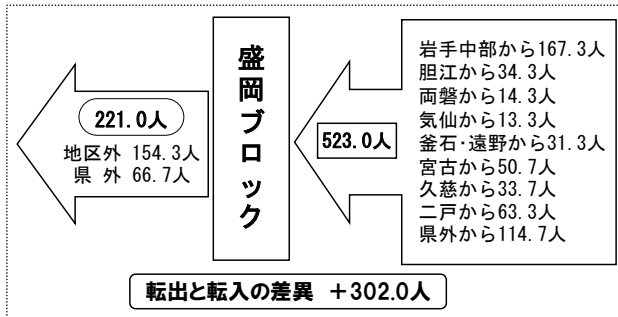 221.0人
地区外 154.3人
県 外 66.7人
盛岡ブロック
523.0人
岩手中部から167.3人
胆江から34.3人
両磐から14.3人
気仙から13.3人
釜石・遠野から31.3人
宮古から50.7人
久慈から33.7人
二戸から63.3人
県外から114.7人
転出と転入の差異 ＋302.0人